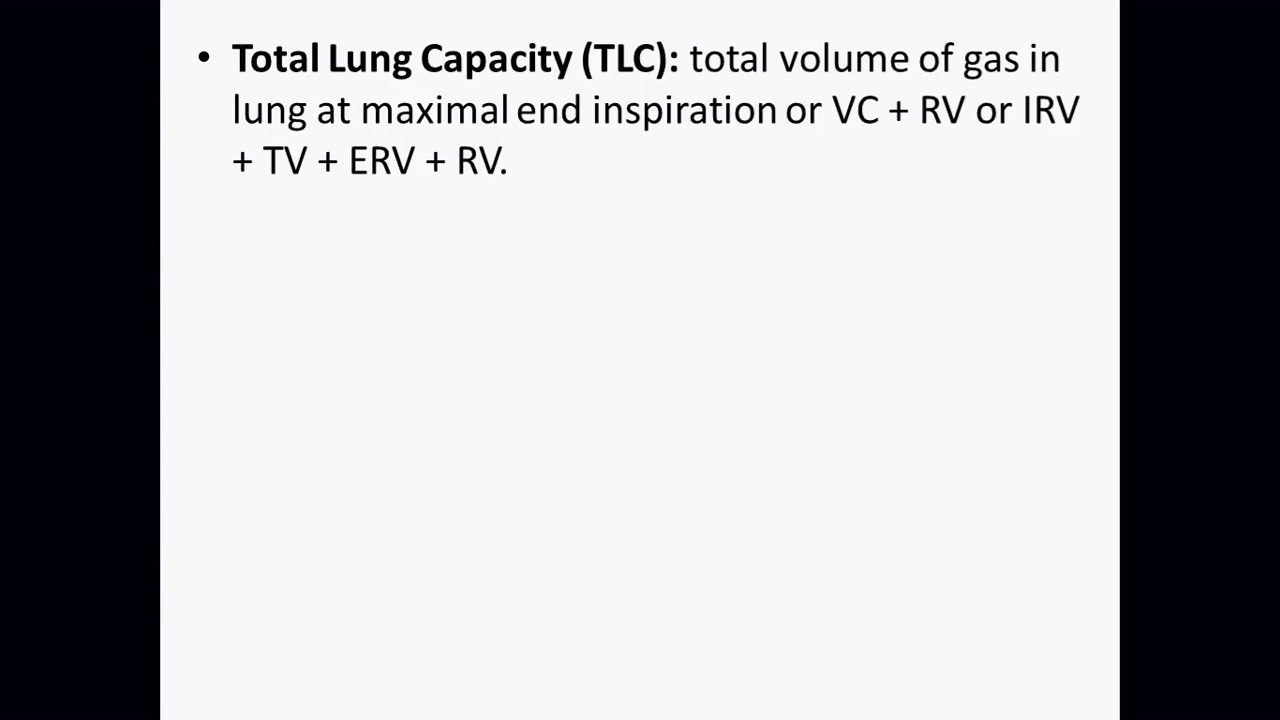 • Total Lung Capacity (TLC): total volume of gas in
lung at maximal end inspiration or VC + RV or IRV
+ TV + ERV + RV.